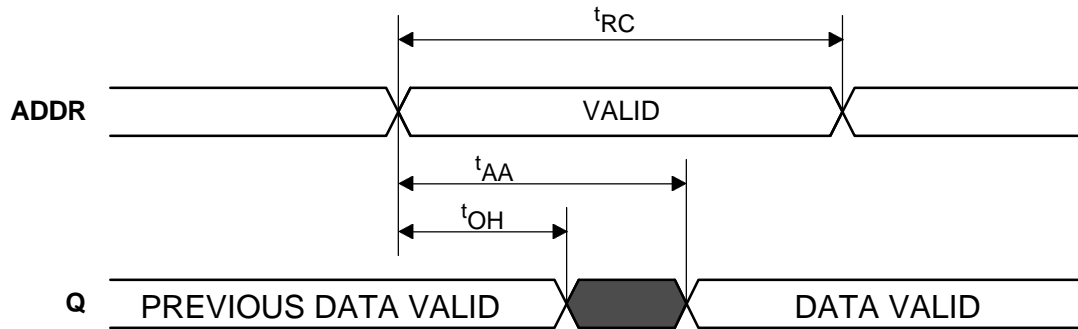 tRC
ADDR VALID
tAA
tOH
Q PREVIOUS DATA VALID DATA VALID